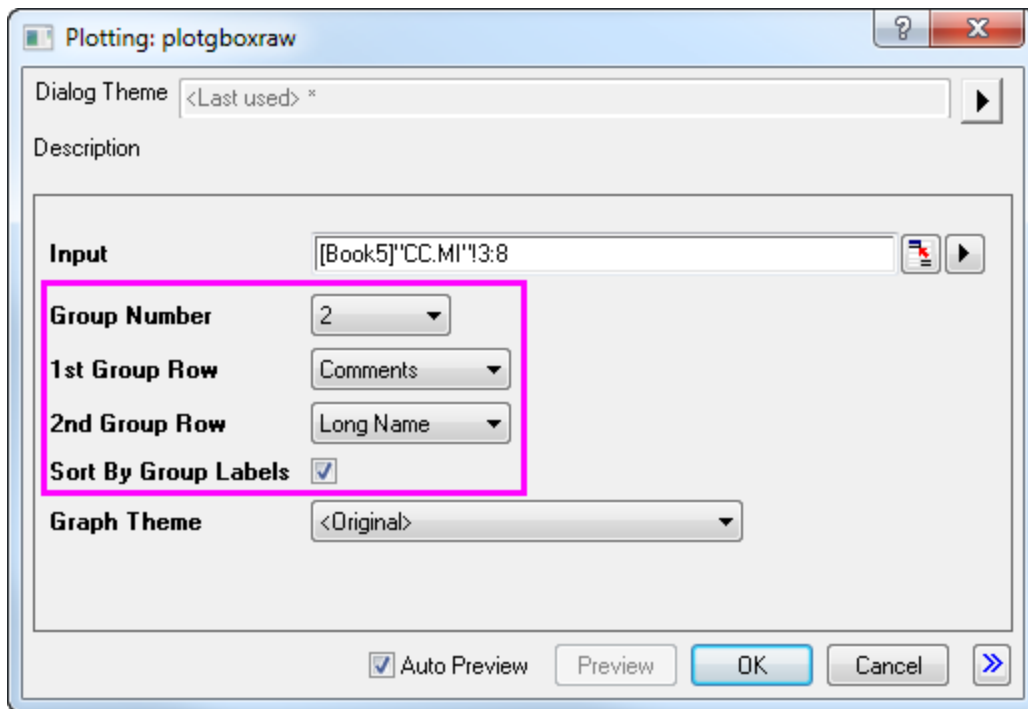 Plotting: plotgboxraw
Dialog Theme <Last used> *
Description
Input [Book5]"CC.MI"!3:8
Group Number 2
1st Group Row Comments
2nd Group Row Long Name
Sort By Group Labels
Graph Theme <Original>
Auto Preview Preview OK Cancel